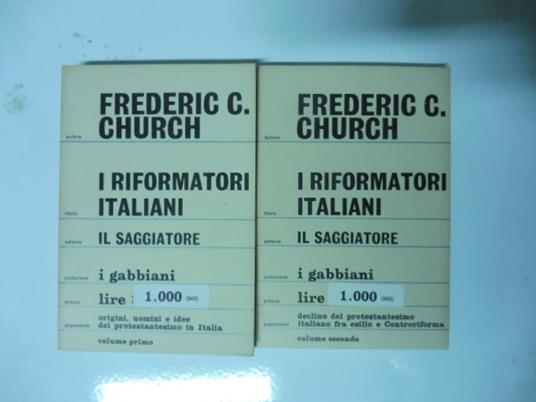 autore FREDERIC C.
CHURCH
titolo I RIFORMATORI
ITALIANI
editore IL SAGGIATORE
collezione i gabbiani
prezzo lire 1.000 (942)
argomento origini, uomini e idee
del protestantesimo in Italia
volume primo
autore FREDERIC C.
CHURCH
titolo I RIFORMATORI
ITALIANI
editore IL SAGGIATORE
collezione i gabbiani
prezzo lire 1.000 (942)
argomento declino del protestantesimo
italiano fra esilio e Controriforma
volume secondo